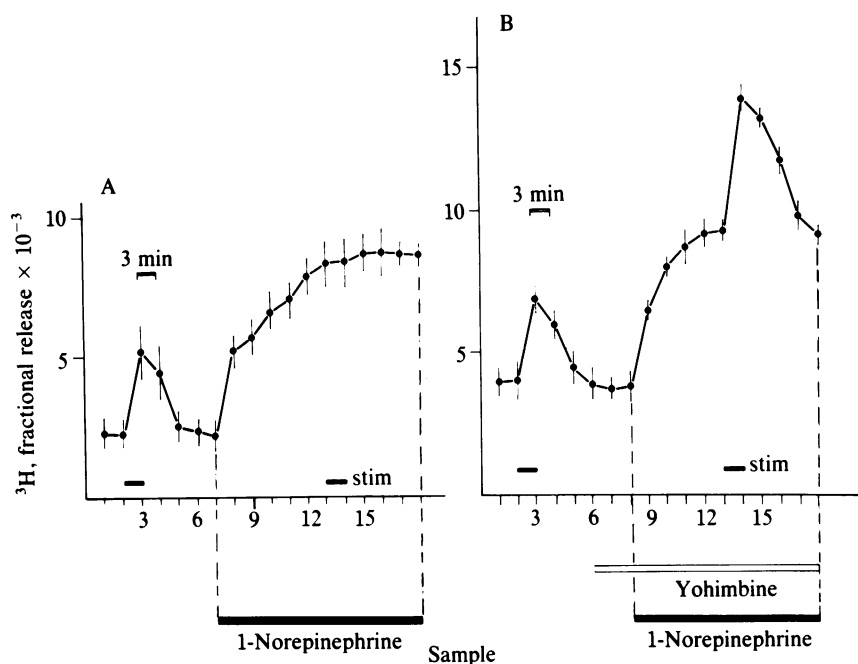 B
15
A
3 min
10
3 min
10
5
5
stim
stim
3 6 9 12 15
3 6 9 12 15
Yohimbine
1-Norepinephrine
1-Norepinephrine
Sample
³H, fractional release × 10⁻³